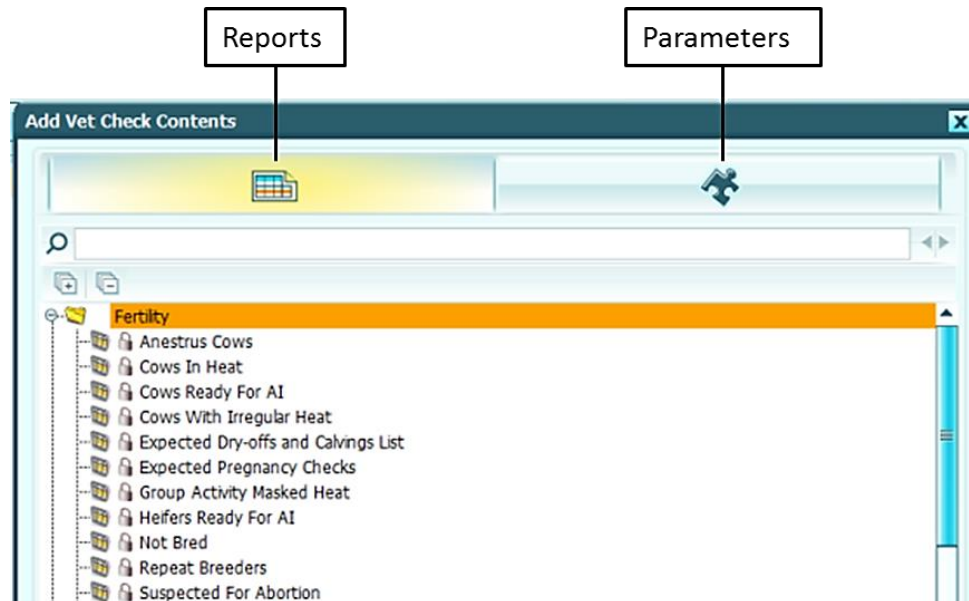 Reports
Parameters
Add Vet Check Contents
Fertility
Anestrus Cows
Cows In Heat
Cows Ready For AI
Cows With Irregular Heat
Expected Dry-offs and Calvings List
Expected Pregnancy Checks
Group Activity Masked Heat
Heifers Ready For AI
Not Bred
Repeat Breeders
Suspected For Abortion